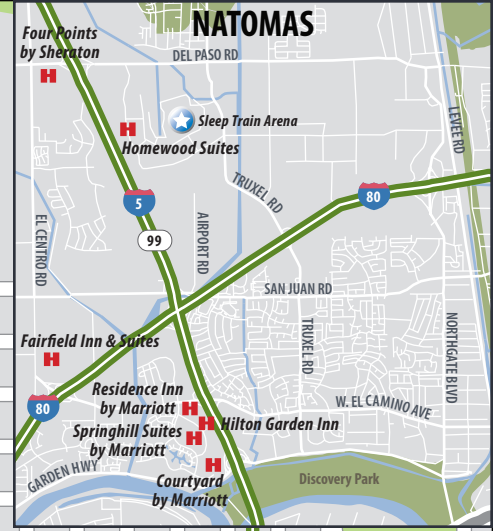 NATOMAS
Four Points
by Sheraton
DEL PASO RD
H
Sleep Train Arena
H
Homewood Suites
LEVEE RD
TRUXEL RD
80
5
99
EL CENTRO RD
AIRPORT RD
SAN JUAN RD
TRUXEL RD
NORTHGATE BLVD
Fairfield Inn & Suites
H
80
Residence Inn
by Marriott
H
W. EL CAMINO AVE
H
Hilton Garden Inn
Springhill Suites
by Marriott
H
GARDEN HWY
H
Courtyard
by Marriott
Discovery Park